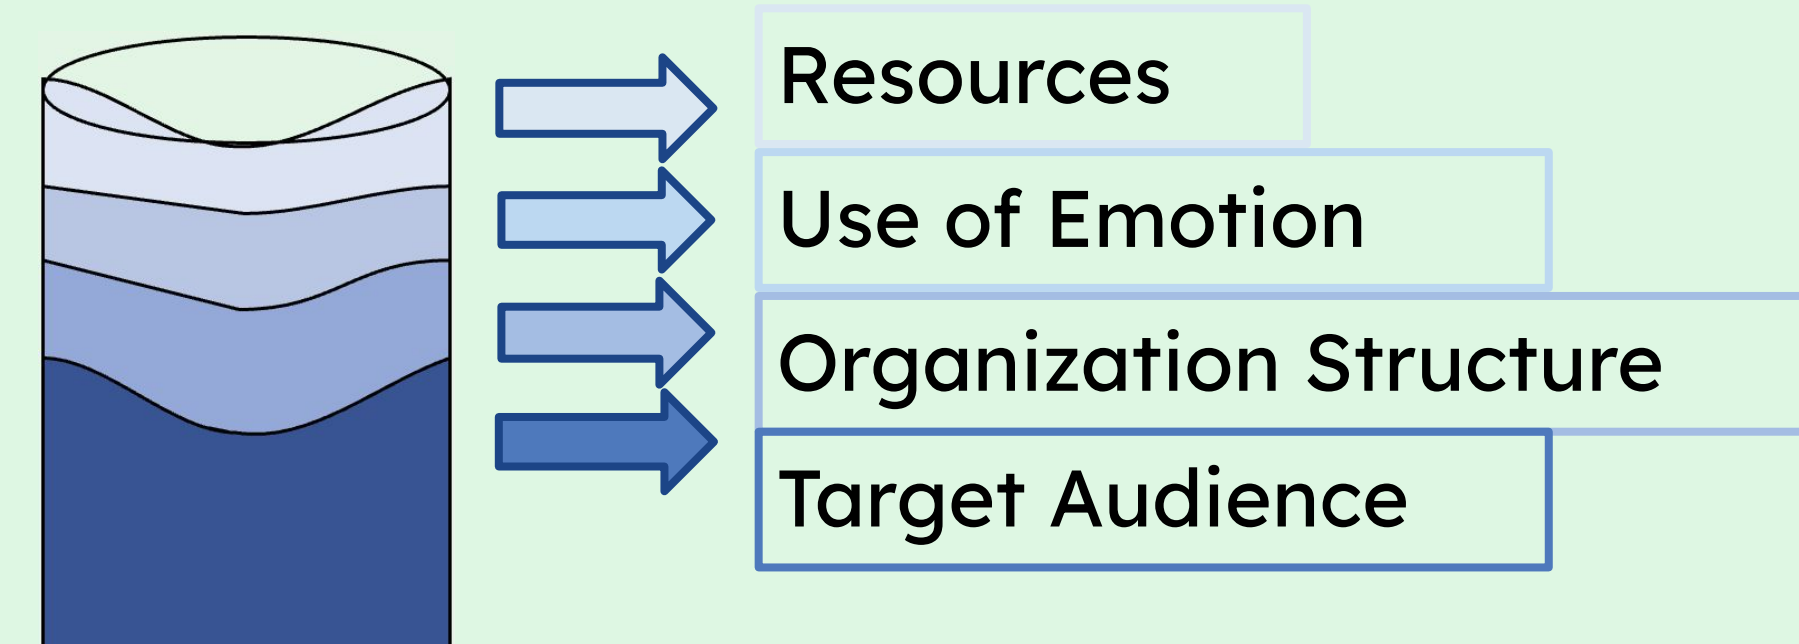 Resources
Use of Emotion
Organization Structure
Target Audience